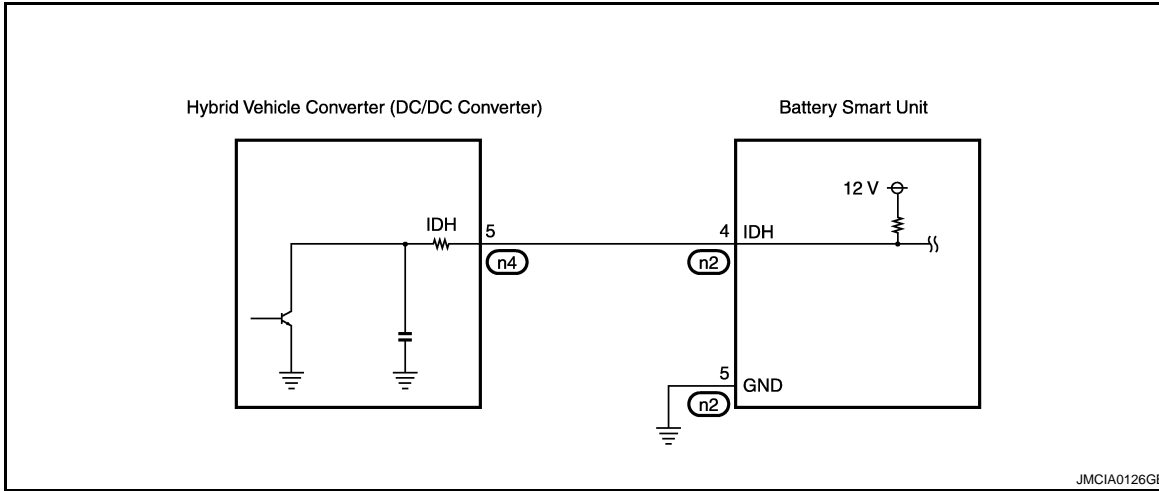 Hybrid Vehicle Converter (DC/DC Converter)
Battery Smart Unit
12 V
IDH
5
4
IDH
n4
n2
5
GND
n2
JMCIA0126GB